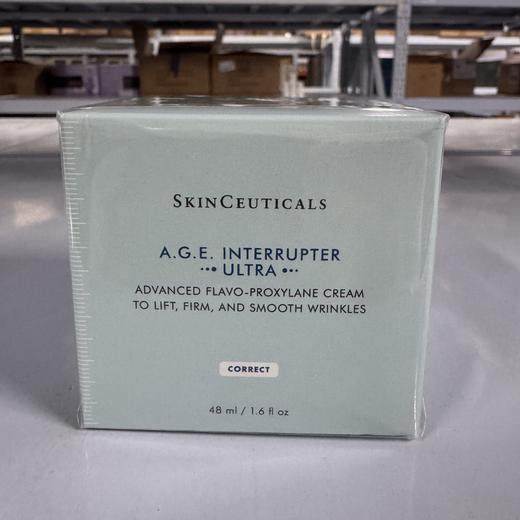 SKINCEUTICALS
A.G.E. INTERRUPTER
••• ULTRA •••
ADVANCED FLAVO-PROXYLANE CREAM
TO LIFT, FIRM, AND SMOOTH WRINKLES
CORRECT
48 ml / 1.6 fl oz